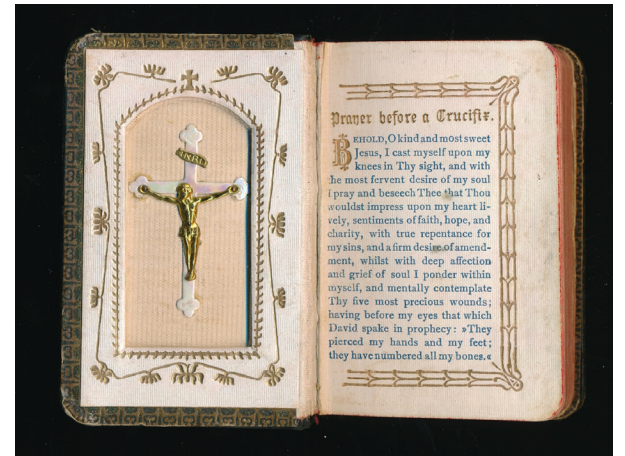 INRI
Prayer before a Crucifix.
BEHOLD, O kind and most sweet
Jesus, I cast myself upon my
knees in Thy sight, and with
the most fervent desire of my soul
I pray and beseech Thee that Thou
wouldst impress upon my heart li-
vely, sentiments of faith, hope, and
charity, with true repentance for
my sins, and a firm desire of amend-
ment, whilst with deep affection
and grief of soul I ponder within
myself, and mentally contemplate
Thy five most precious wounds;
having before my eyes that which
David spake in prophecy: »They
pierced my hands and my feet;
they have numbered all my bones.«